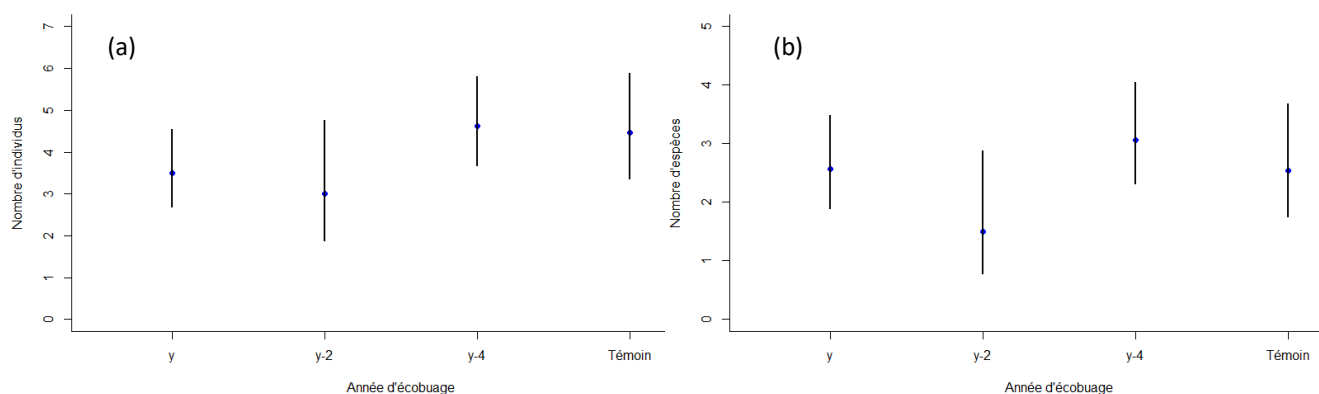 (a)
Nombre d'individus
7
6
5
4
3
2
1
0
y
y-2
y-4
Témoin
Année d'écobuage
(b)
Nombre d'espèces
5
4
3
2
1
0
y
y-2
y-4
Témoin
Année d'écobuage